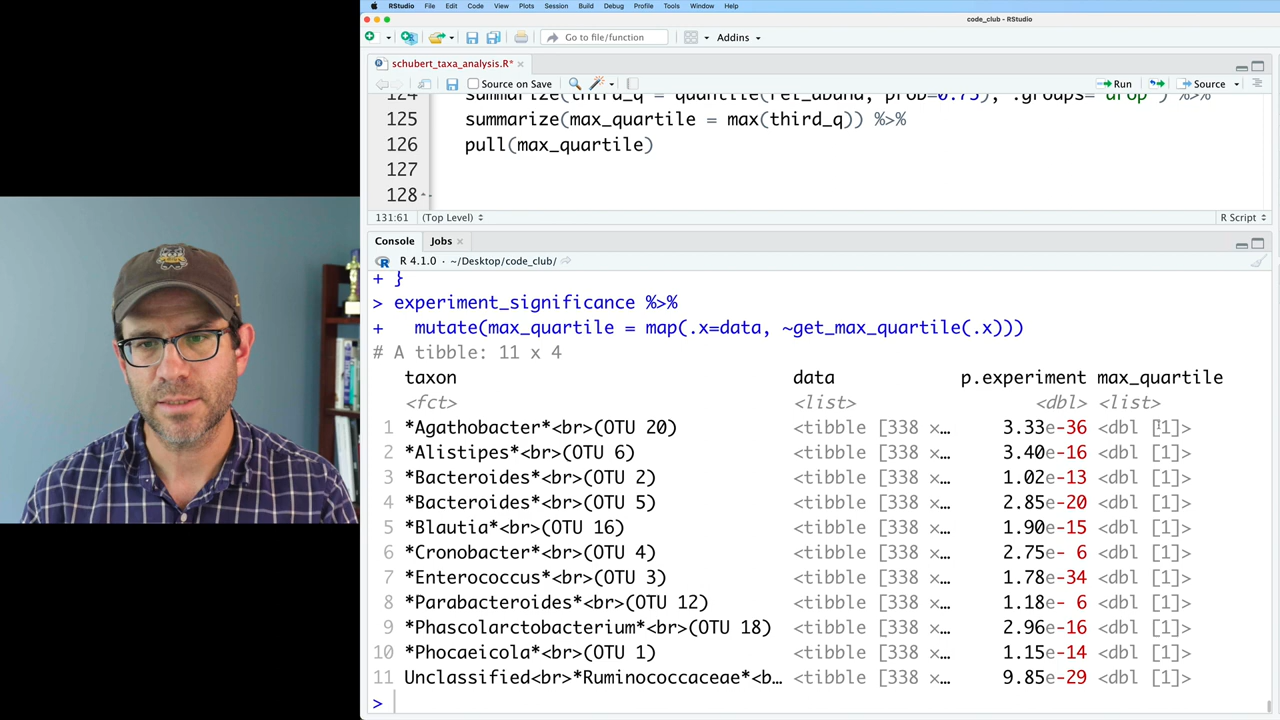 RStudio File Edit Code View Plots Session Build Debug Profile Tools Window Help
code_club - RStudio
Go to file/function Addins
schubert_taxa_analysis.R*
Source on Save Run Source
124 summarize(third_q = quantile(rel_abund, prob=0.75), .groups="drop") %>%
125 summarize(max_quartile = max(third_q)) %>%
126 pull(max_quartile)
127
128
131:61 (Top Level) R Script
Console Jobs
R 4.1.0 · ~/Desktop/code_club/
+ }
> experiment_significance %>%
+ mutate(max_quartile = map(.x=data, ~get_max_quartile(.x)))
# A tibble: 11 x 4
taxon data p.experiment max_quartile
<fct> <list> <dbl> <list>
1 *Agathobacter*<br>(OTU 20) <tibble [338 ×… 3.33e-36 <dbl [1]>
2 *Alistipes*<br>(OTU 6) <tibble [338 ×… 3.40e-16 <dbl [1]>
3 *Bacteroides*<br>(OTU 2) <tibble [338 ×… 1.02e-13 <dbl [1]>
4 *Bacteroides*<br>(OTU 5) <tibble [338 ×… 2.85e-20 <dbl [1]>
5 *Blautia*<br>(OTU 16) <tibble [338 ×… 1.90e-15 <dbl [1]>
6 *Cronobacter*<br>(OTU 4) <tibble [338 ×… 2.75e- 6 <dbl [1]>
7 *Enterococcus*<br>(OTU 3) <tibble [338 ×… 1.78e-34 <dbl [1]>
8 *Parabacteroides*<br>(OTU 12) <tibble [338 ×… 1.18e- 6 <dbl [1]>
9 *Phascolarctobacterium*<br>(OTU 18) <tibble [338 ×… 2.96e-16 <dbl [1]>
10 *Phocaeicola*<br>(OTU 1) <tibble [338 ×… 1.15e-14 <dbl [1]>
11 Unclassified<br>*Ruminococcaceae*<b… <tibble [338 ×… 9.85e-29 <dbl [1]>
>